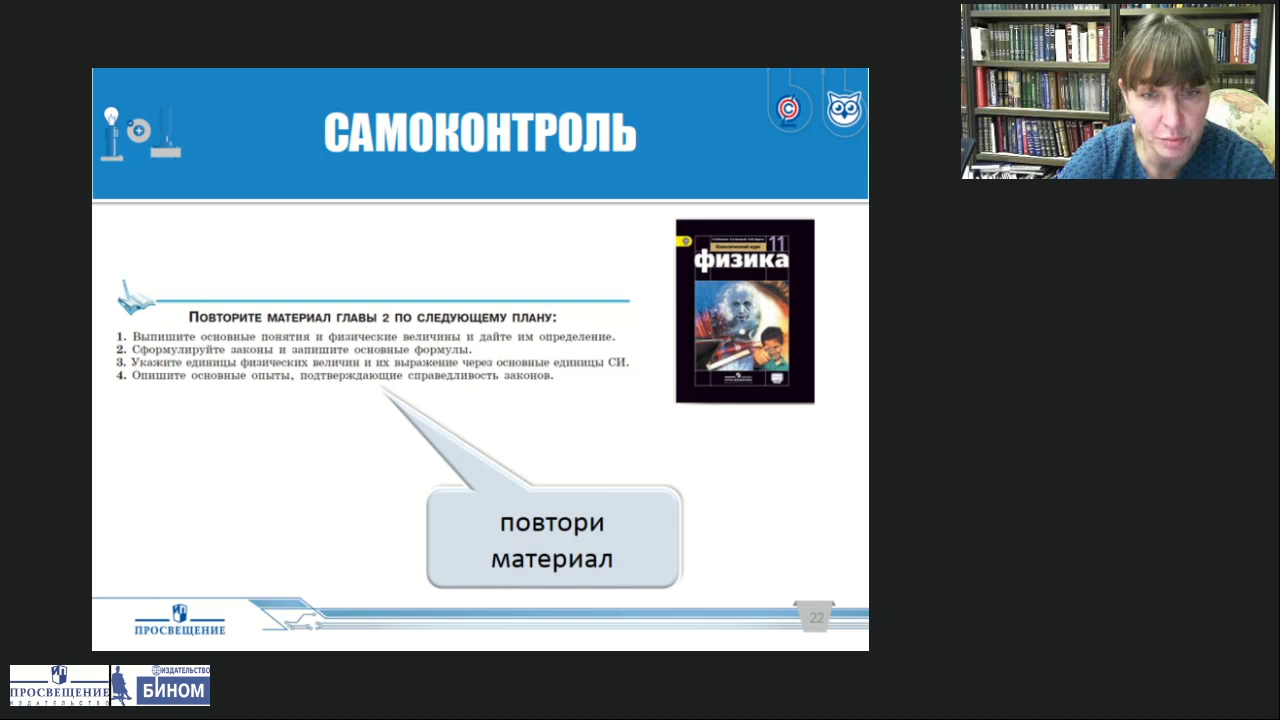 САМОКОНТРОЛЬ
11
физика
ПОВТОРИТЕ МАТЕРИАЛ ГЛАВЫ 2 ПО СЛЕДУЮЩЕМУ ПЛАНУ:
1. Выпишите основные понятия и физические величины и дайте им определение.
2. Сформулируйте законы и запишите основные формулы.
3. Укажите единицы физических величин и их выражение через основные единицы СИ.
4. Опишите основные опыты, подтверждающие справедливость законов.
повтори
материал
ПРОСВЕЩЕНИЕ
22
ПРОСВЕЩЕНИЕ
ИЗДАТЕЛЬСТВО
ИЗДАТЕЛЬСТВО
БИНОМ